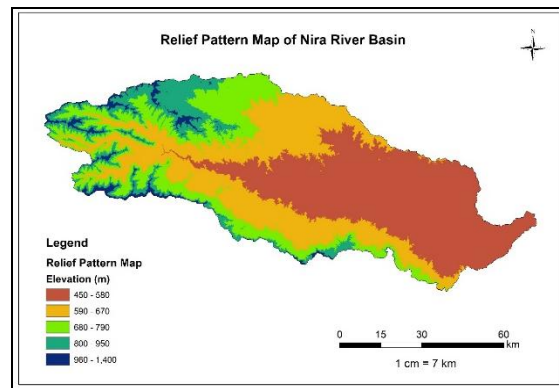 Relief Pattern Map of Nira River Basin
N
Legend
Relief Pattern Map
Elevation (m)
450 - 580
590 - 670
680 - 790
800 - 950
960 - 1,400
0 15 30 60
km
1 cm = 7 km